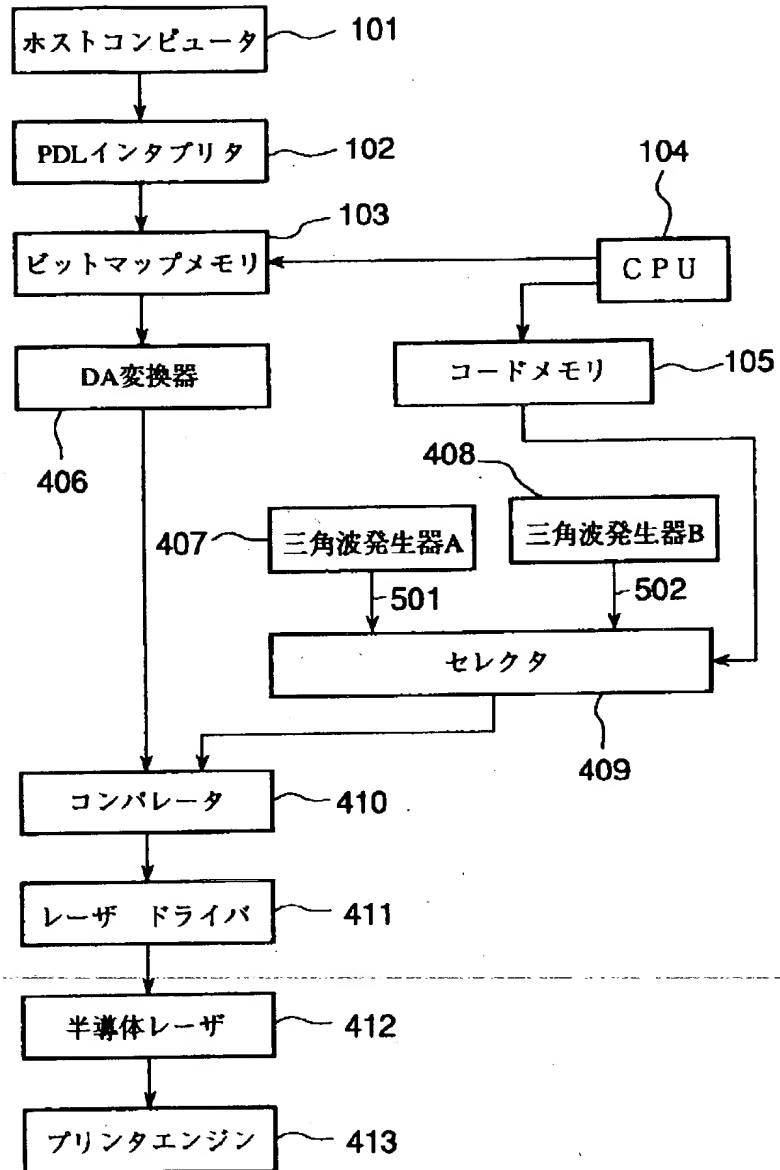 ホストコンピュータ
101
PDLインタプリタ
102
104
103
ビットマップメモリ
CPU
DA変換器
コードメモリ
105
406
408
407
三角波発生器A
三角波発生器B
501
502
セレクタ
409
コンパレータ
410
レーザ ドライバ
411
半導体レーザ
412
プリンタエンジン
413